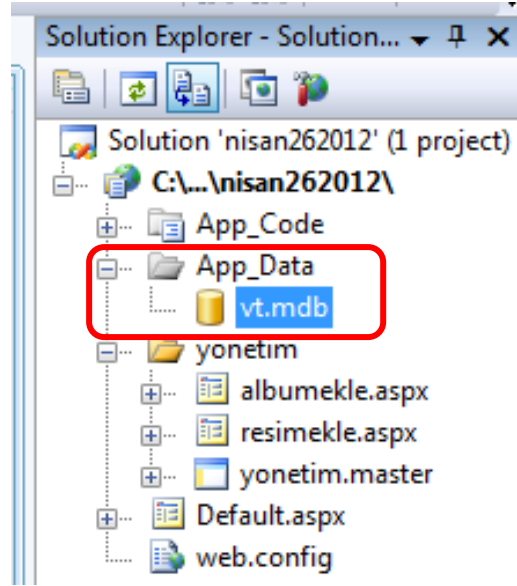 Solution Explorer - Solution...
Solution 'nisan262012' (1 project)
C:\...\nisan262012\
App_Code
App_Data
vt.mdb
yonetim
albumekle.aspx
resimekle.aspx
yonetim.master
Default.aspx
web.config